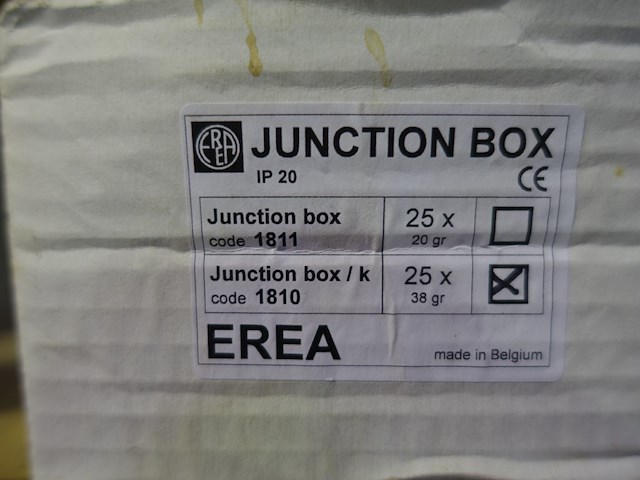 EREA JUNCTION BOX
IP 20 CE
Junction box 25 x
code 1811 20 gr
Junction box / k 25 x
code 1810 38 gr
EREA made in Belgium